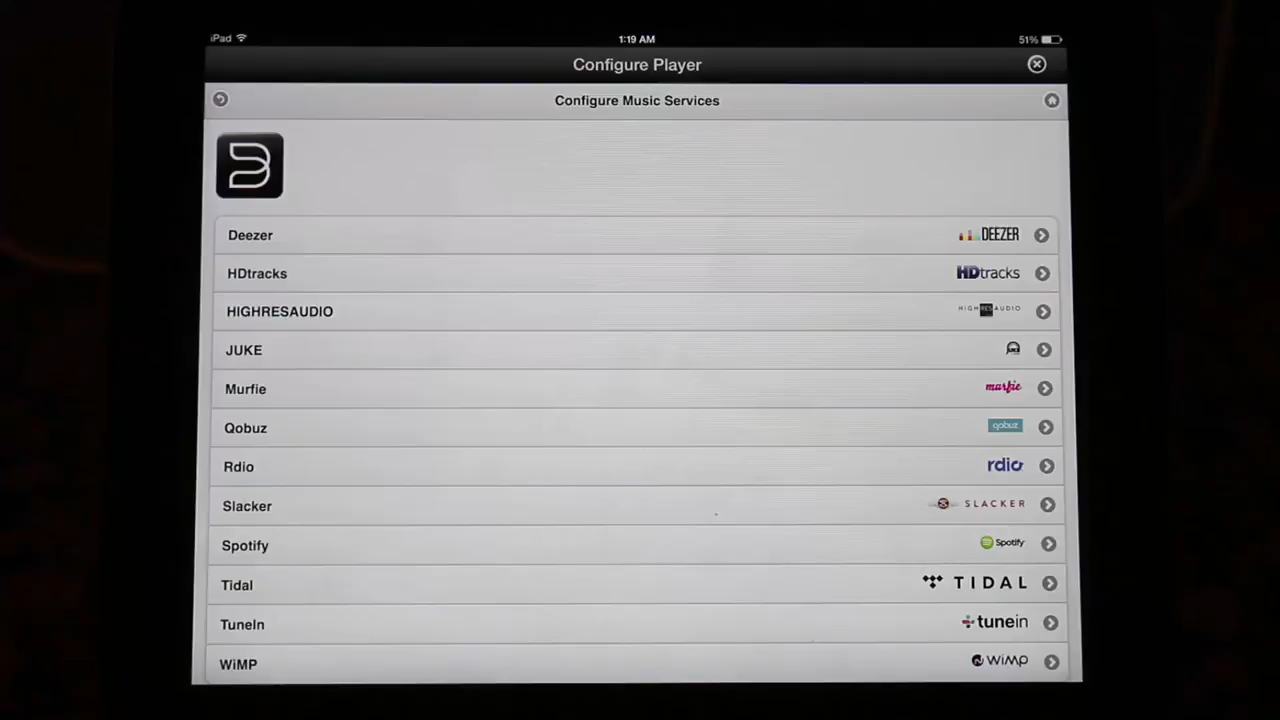 iPad 1:19 AM 51%
Configure Player
Configure Music Services
Deezer DEEZER
HDtracks HDtracks
HIGHRESAUDIO HIGHRESAUDIO
JUKE
Murfie murfie
Qobuz qobuz
Rdio rdio
Slacker SLACKER
Spotify Spotify
Tidal TIDAL
TuneIn tunein
WiMP WiMP